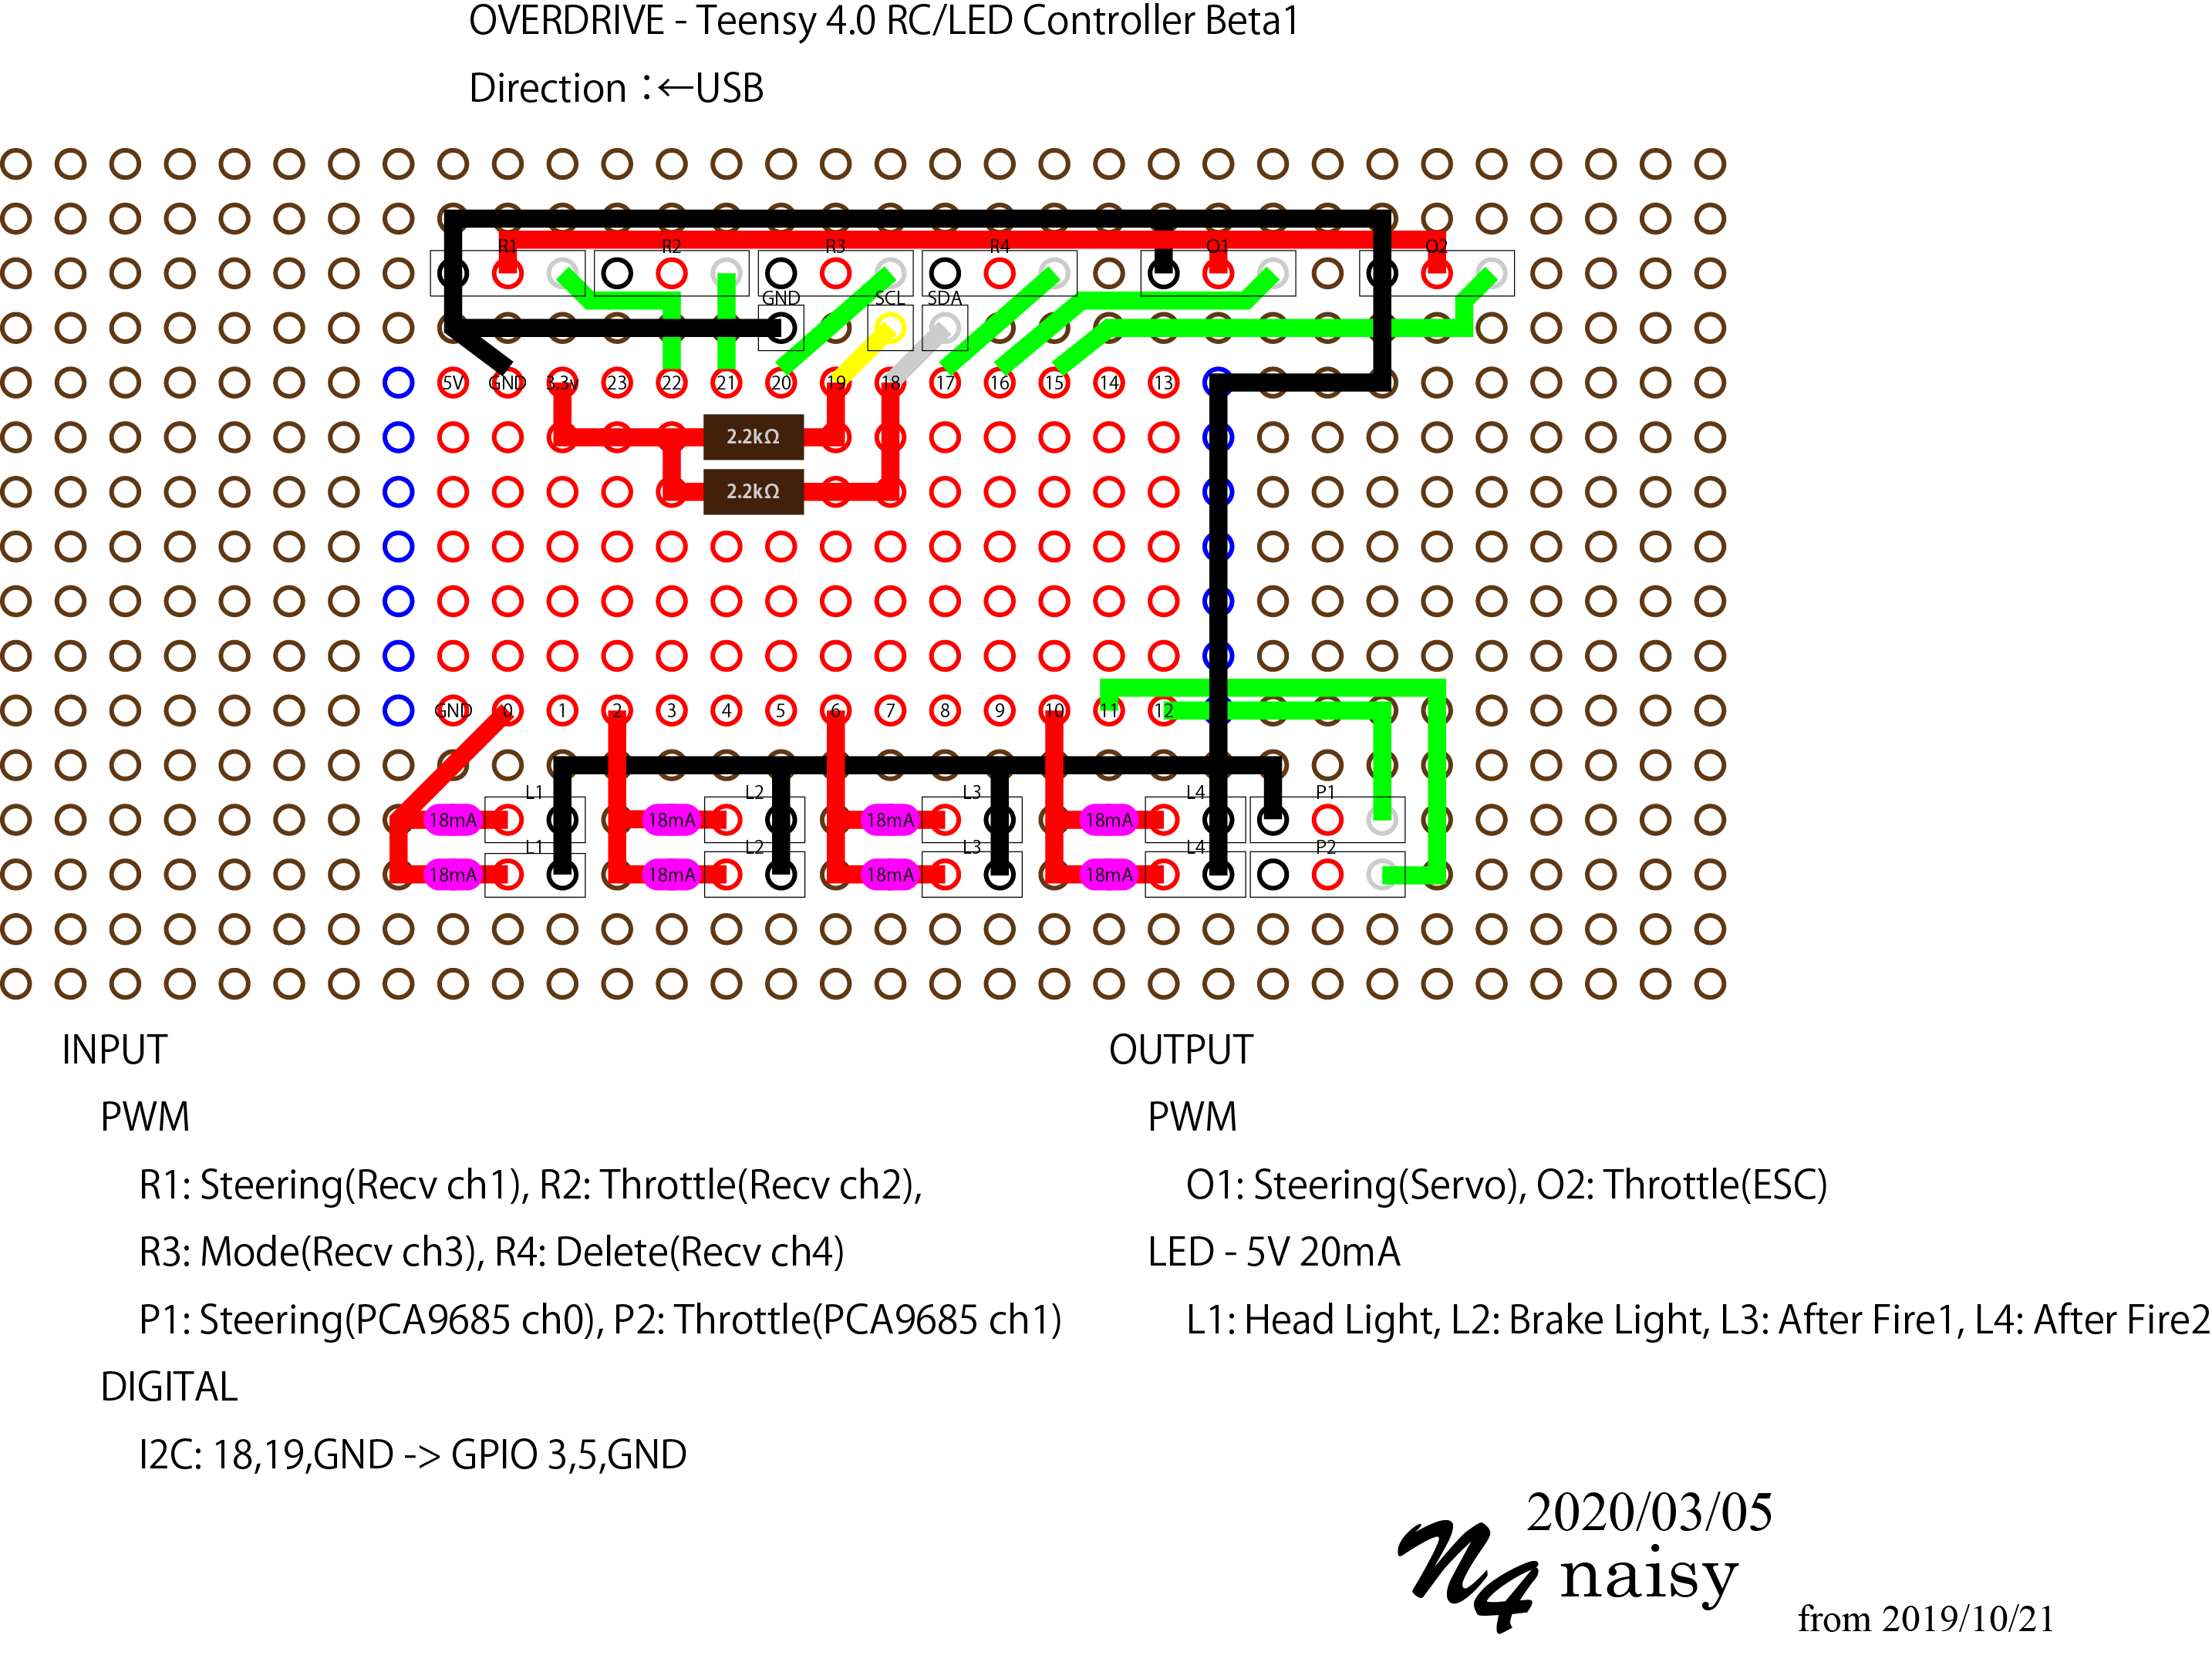 OVERDRIVE - Teensy 4.0 RC/LED Controller Beta1
Direction：←USB
R1 R2 R3 R4 O1 O2
GND SCL SDA
5V GND 3.3v 23 22 21 20 19 18 17 16 15 14 13
2.2kΩ
2.2kΩ
GND 0 1 2 3 4 5 6 7 8 9 10 11 12
L1 L2 L3 L4 P1
18mA 18mA 18mA 18mA
L1 L2 L3 L4 P2
18mA 18mA 18mA 18mA
INPUT
PWM
R1: Steering(Recv ch1), R2: Throttle(Recv ch2),
R3: Mode(Recv ch3), R4: Delete(Recv ch4)
P1: Steering(PCA9685 ch0), P2: Throttle(PCA9685 ch1)
DIGITAL
I2C: 18,19,GND -> GPIO 3,5,GND
OUTPUT
PWM
O1: Steering(Servo), O2: Throttle(ESC)
LED - 5V 20mA
L1: Head Light, L2: Brake Light, L3: After Fire1, L4: After Fire2
2020/03/05
n4 naisy
from 2019/10/21